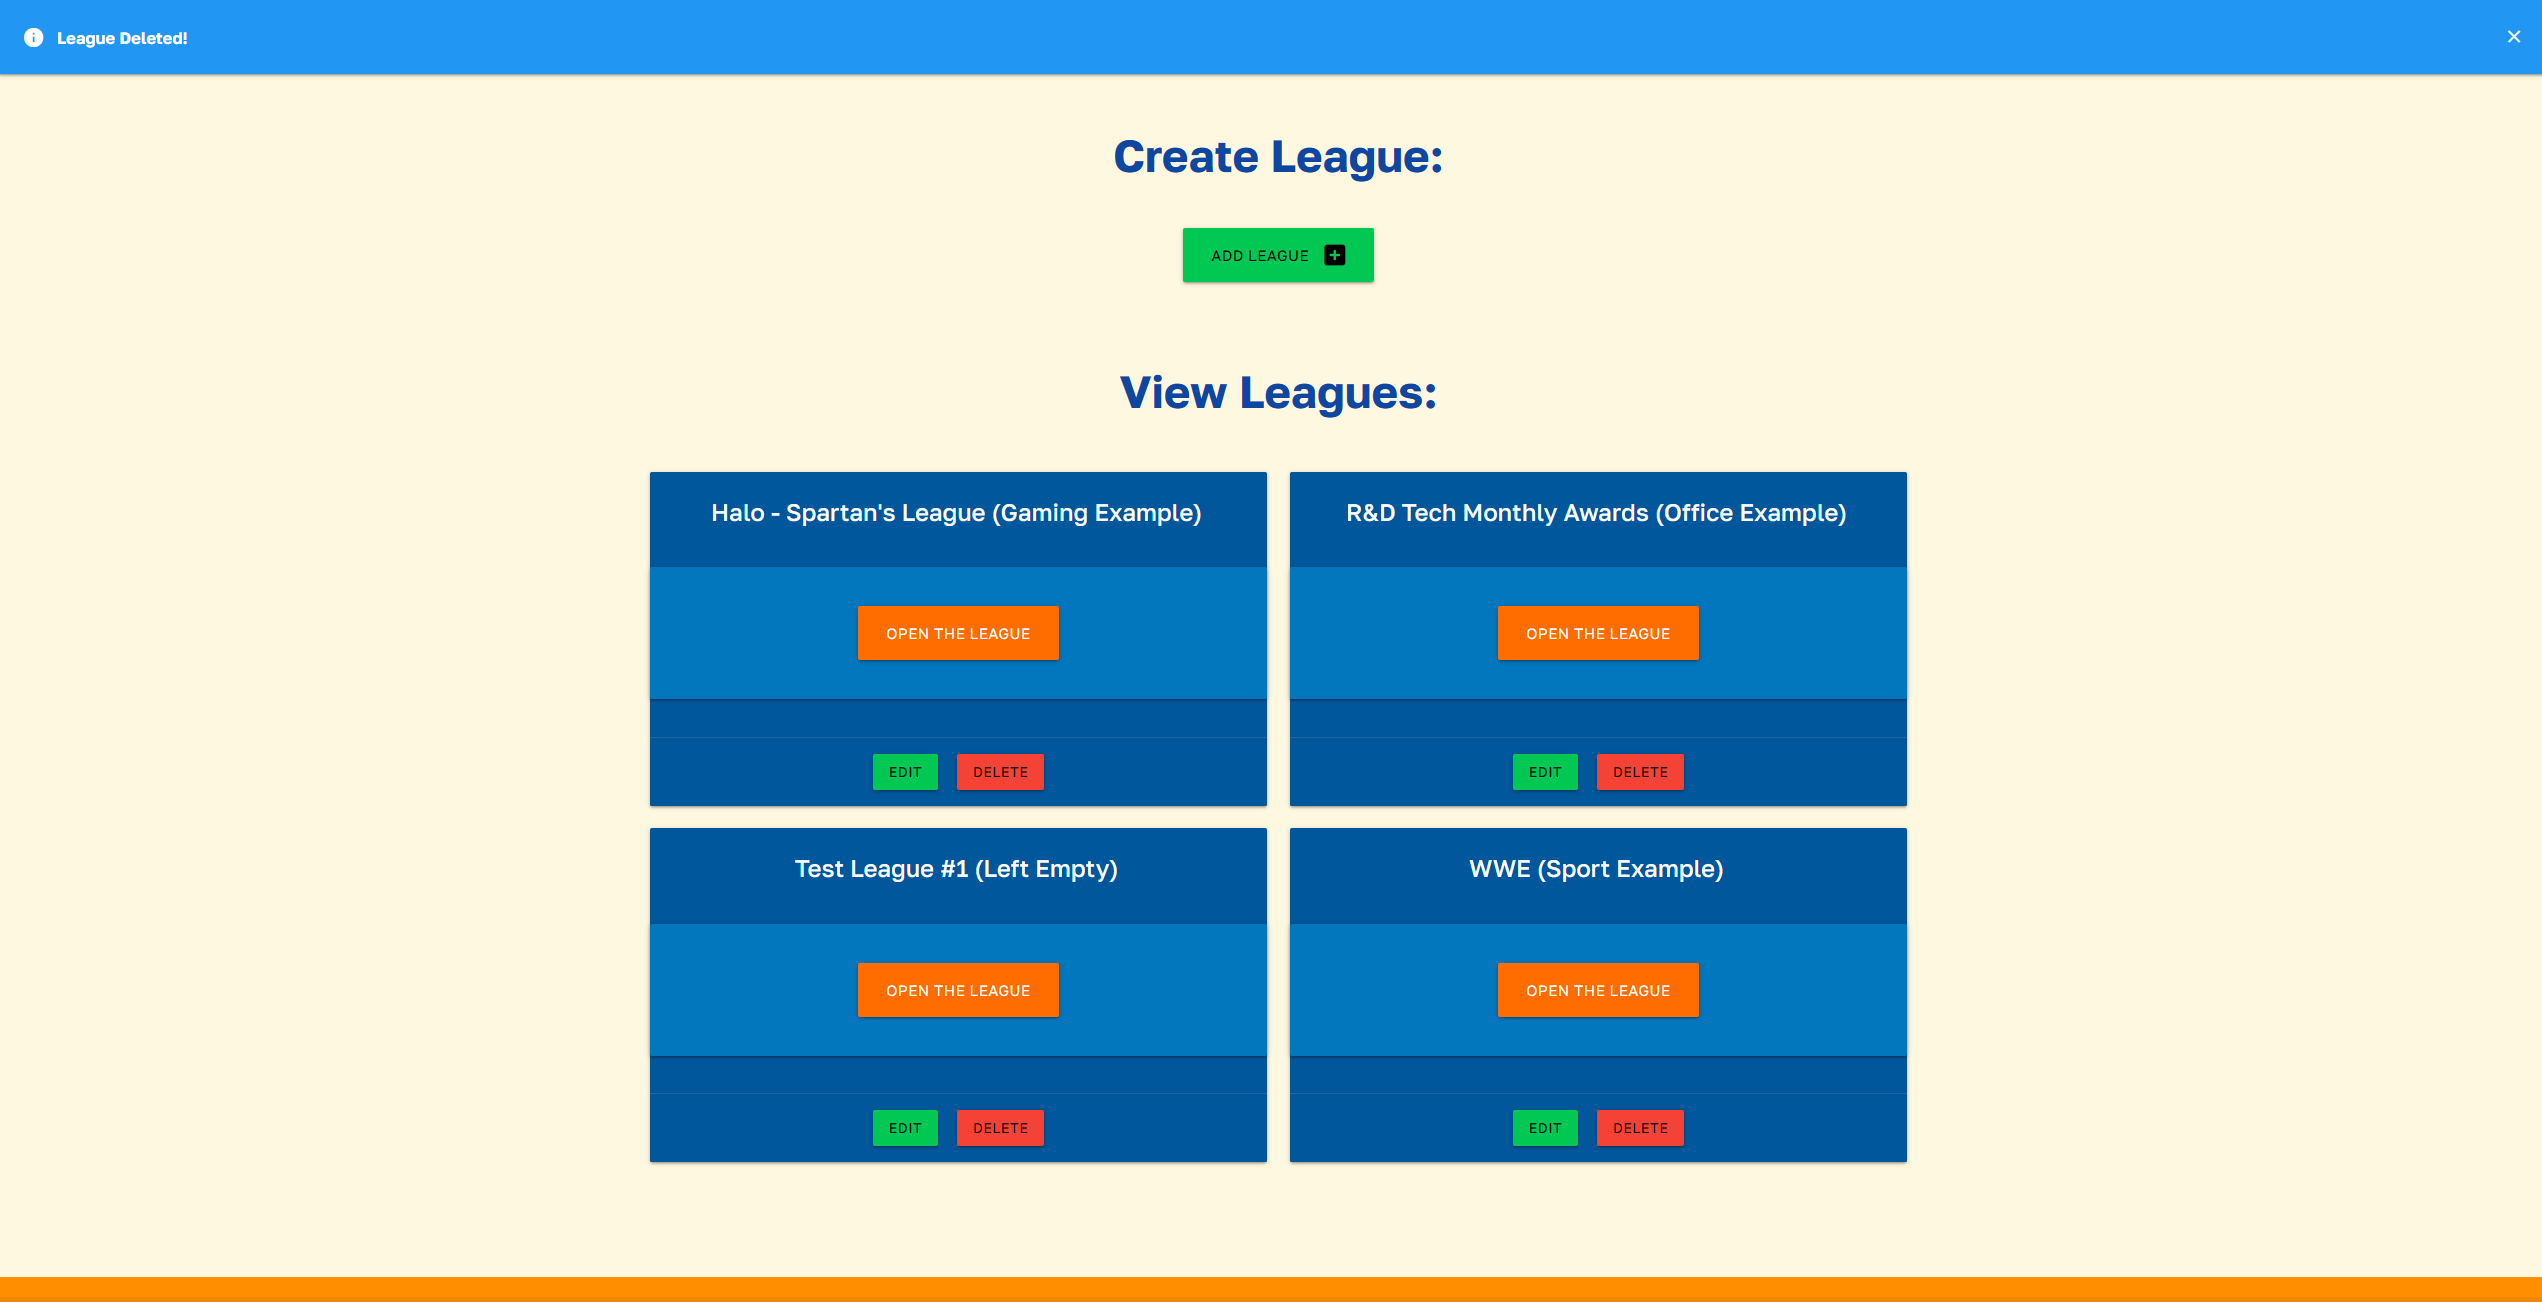 League Deleted!
Create League:
ADD LEAGUE
View Leagues:
Halo - Spartan's League (Gaming Example)
OPEN THE LEAGUE
EDIT DELETE
R&D Tech Monthly Awards (Office Example)
OPEN THE LEAGUE
EDIT DELETE
Test League #1 (Left Empty)
OPEN THE LEAGUE
EDIT DELETE
WWE (Sport Example)
OPEN THE LEAGUE
EDIT DELETE